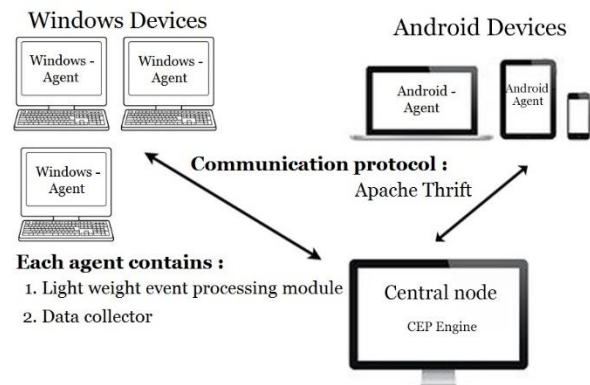 Windows Devices
Android Devices
Windows -
Agent
Windows -
Agent
Android -
Agent
Android -
Agent
Windows -
Agent
Communication protocol :
Apache Thrift
Each agent contains :
1. Light weight event processing module
2. Data collector
Central node
CEP Engine